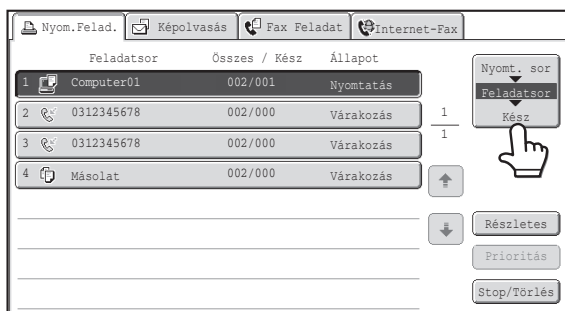 Nyom.Felad. Képolvasás Fax Feladat Internet-Fax
Feladatsor Összes / Kész Állapot
1 Computer01 002/001 Nyomtatás
2 0312345678 002/000 Várakozás
3 0312345678 002/000 Várakozás
4 Másolat 002/000 Várakozás
1
1
Nyomt. sor
Feladatsor
Kész
Részletes
Prioritás
Stop/Törlés